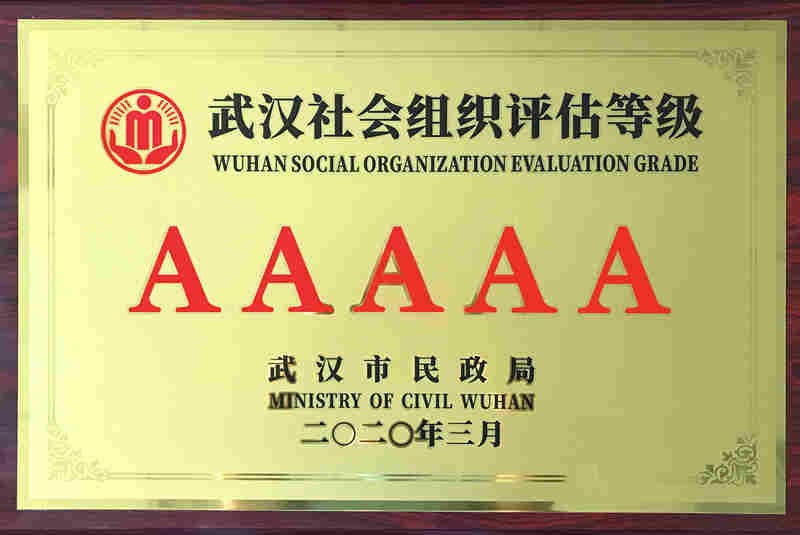 武汉社会组织评估等级
WUHAN SOCIAL ORGANIZATION EVALUATION GRADE
AAAAA
武汉市民政局
MINISTRY OF CIVIL WUHAN
二〇二〇年三月